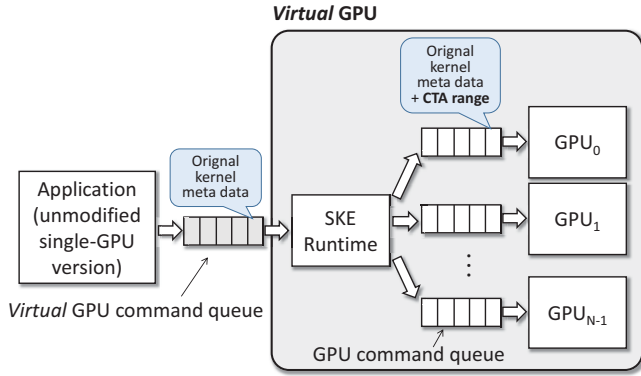 Virtual GPU
Orignal
kernel
meta data
+ CTA range
GPU0
Orignal
kernel
meta data
Application
(unmodified
single-GPU
version)
SKE
Runtime
GPU1
...
Virtual GPU command queue
GPUN-1
GPU command queue